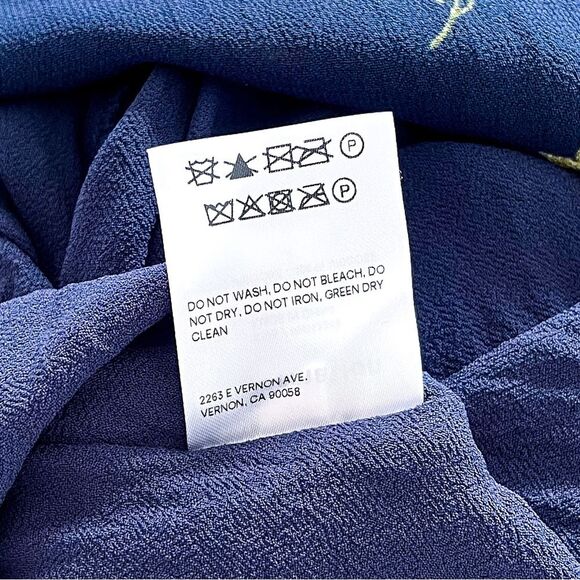 P
P
DO NOT WASH, DO NOT BLEACH, DO
NOT DRY, DO NOT IRON, GREEN DRY
CLEAN
2263 E VERNON AVE.
VERNON, CA 90058